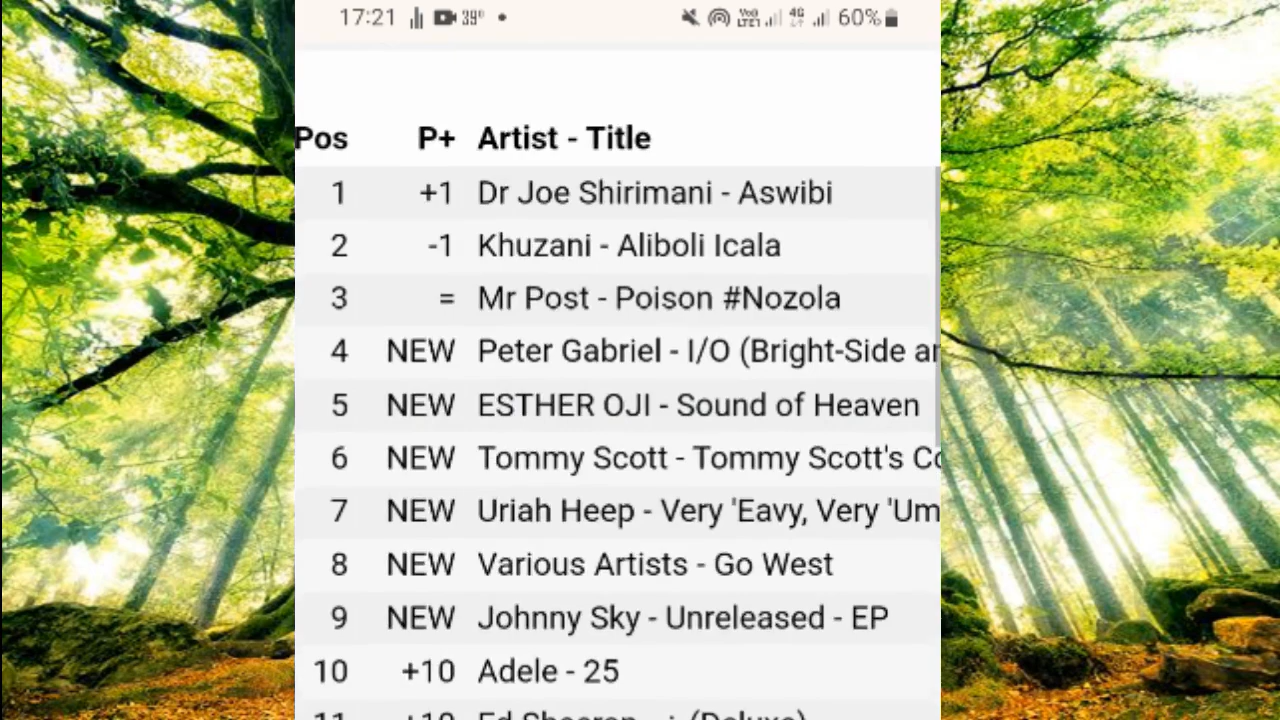 17:21 39° 4G 60%
Pos P+ Artist - Title
1 +1 Dr Joe Shirimani - Aswibi
2 -1 Khuzani - Aliboli Icala
3 = Mr Post - Poison #Nozola
4 NEW Peter Gabriel - I/O (Bright-Side
5 NEW ESTHER OJI - Sound of Heaven
6 NEW Tommy Scott - Tommy Scott's
7 NEW Uriah Heep - Very 'Eavy, Very 'Um
8 NEW Various Artists - Go West
9 NEW Johnny Sky - Unreleased - EP
10 +10 Adele - 25